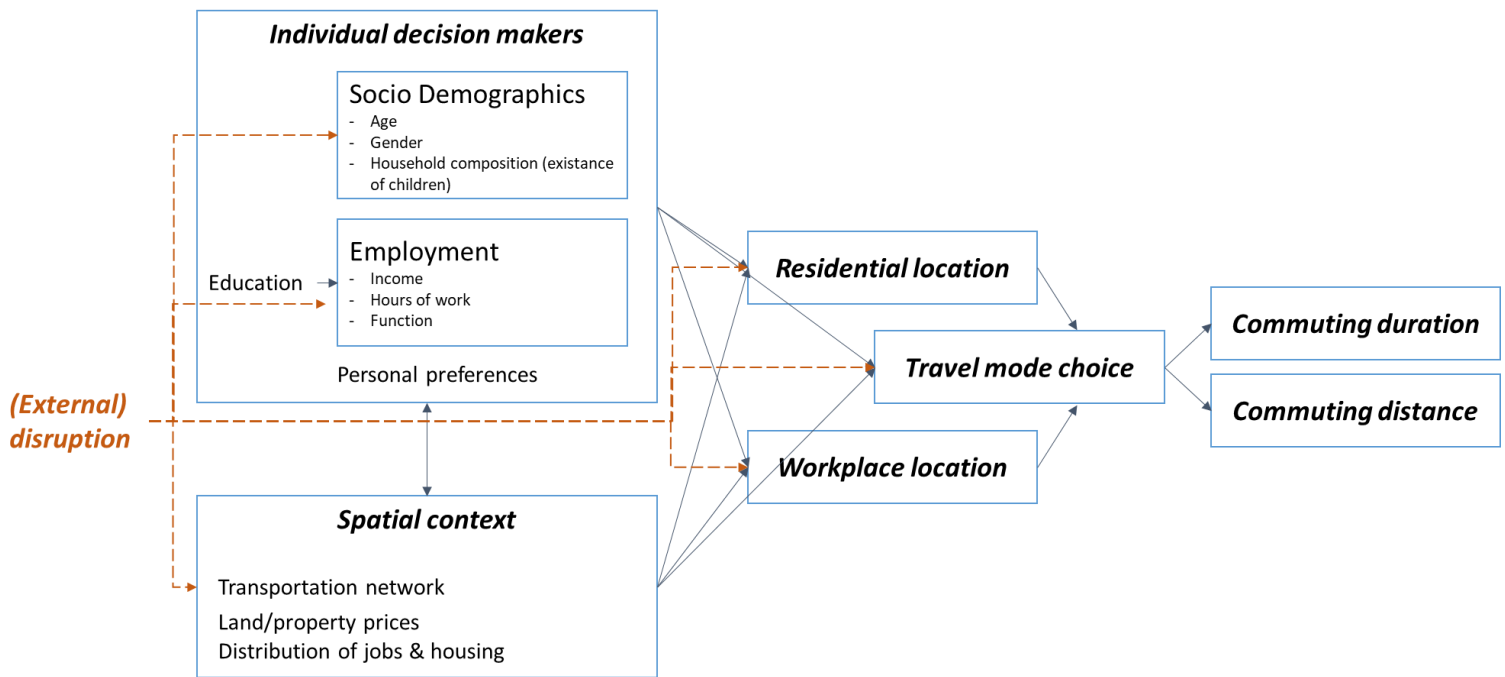 Individual decision makers
Socio Demographics
- Age
- Gender
- Household composition (existance
of children)
Employment
- Income
- Hours of work
- Function
Education
Personal preferences
(External)
disruption
Spatial context
Transportation network
Land/property prices
Distribution of jobs & housing
Residential location
Travel mode choice
Workplace location
Commuting duration
Commuting distance